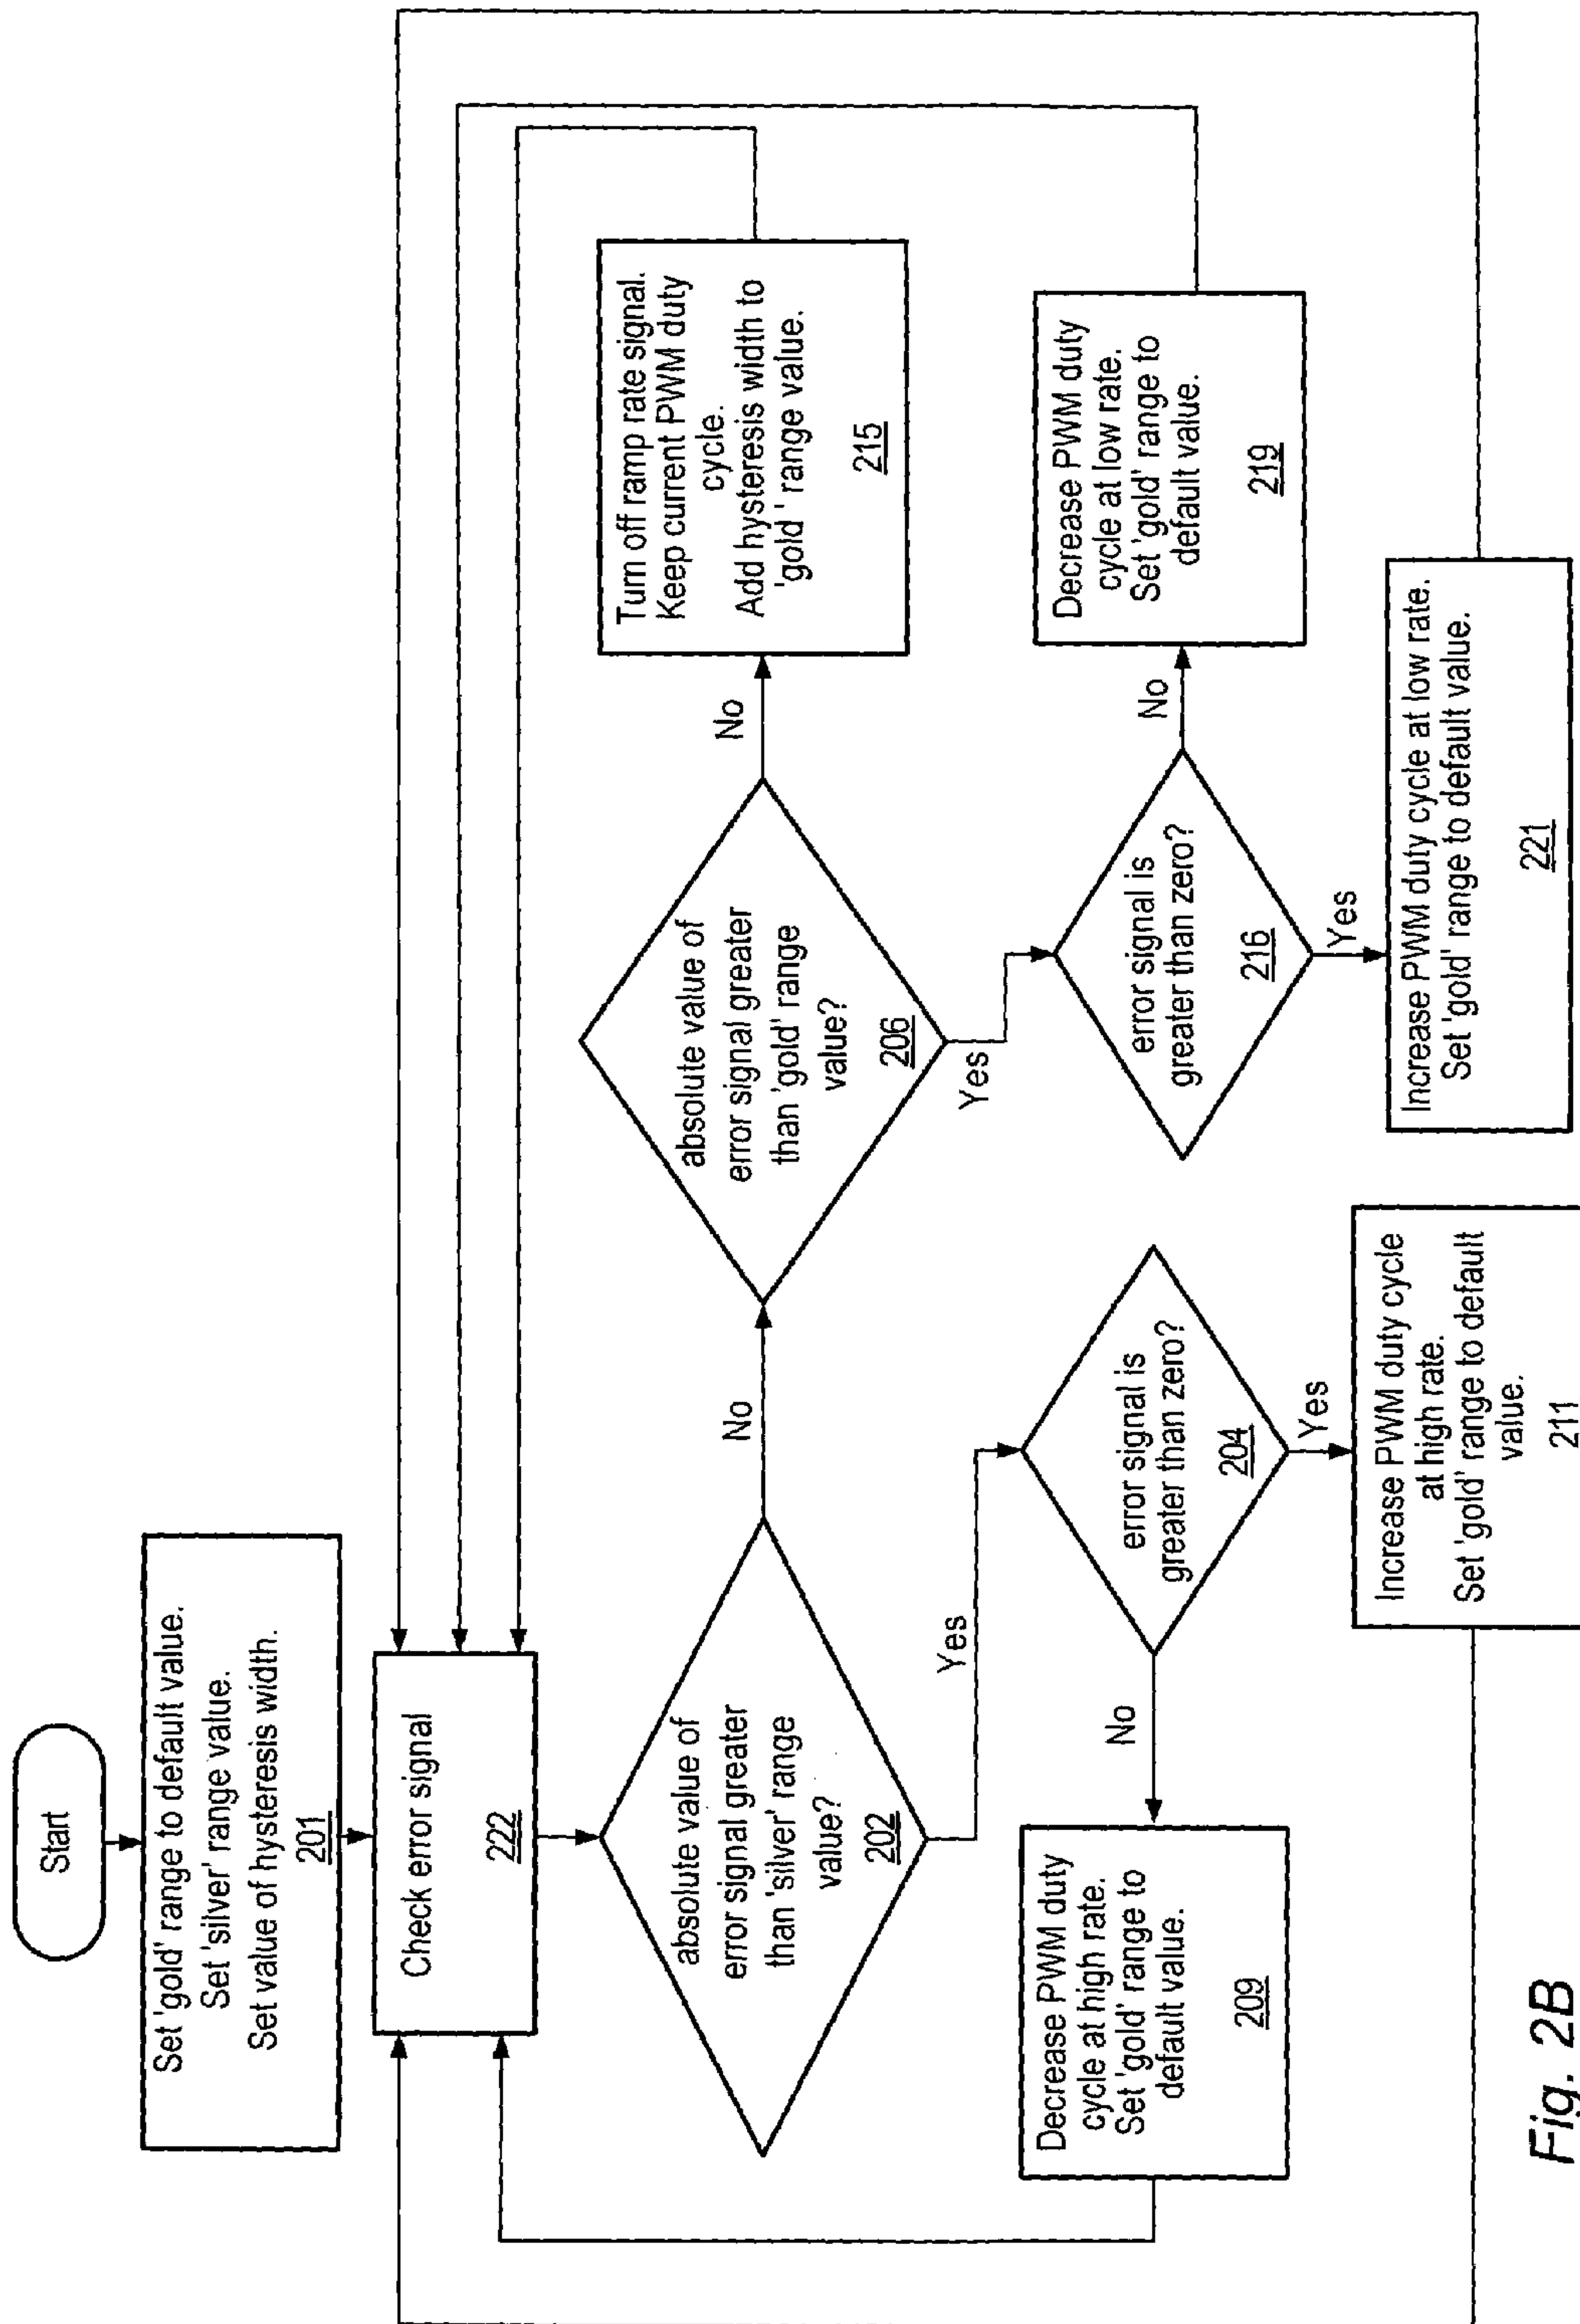 Start
Set 'gold' range to default value.
Set 'silver' range value.
Set value of hysteresis width.
201
Check error signal
222
absolute value of
error signal greater
than 'silver' range
value?
202
No
Yes
absolute value of
error signal greater
than 'gold' range
value?
206
No
Yes
Turn off ramp rate signal.
Keep current PWM duty
cycle.
Add hysteresis width to
'gold' range value.
215
error signal is
greater than zero?
204
No
Yes
Decrease PWM duty
cycle at high rate.
Set 'gold' range to
default value.
209
Increase PWM duty cycle
at high rate.
Set 'gold' range to default
value.
211
error signal is
greater than zero?
216
No
Yes
Decrease PWM duty
cycle at low rate.
Set 'gold' range to
default value.
219
Increase PWM duty cycle at low rate.
Set 'gold' range to default value.
221
Fig. 2B